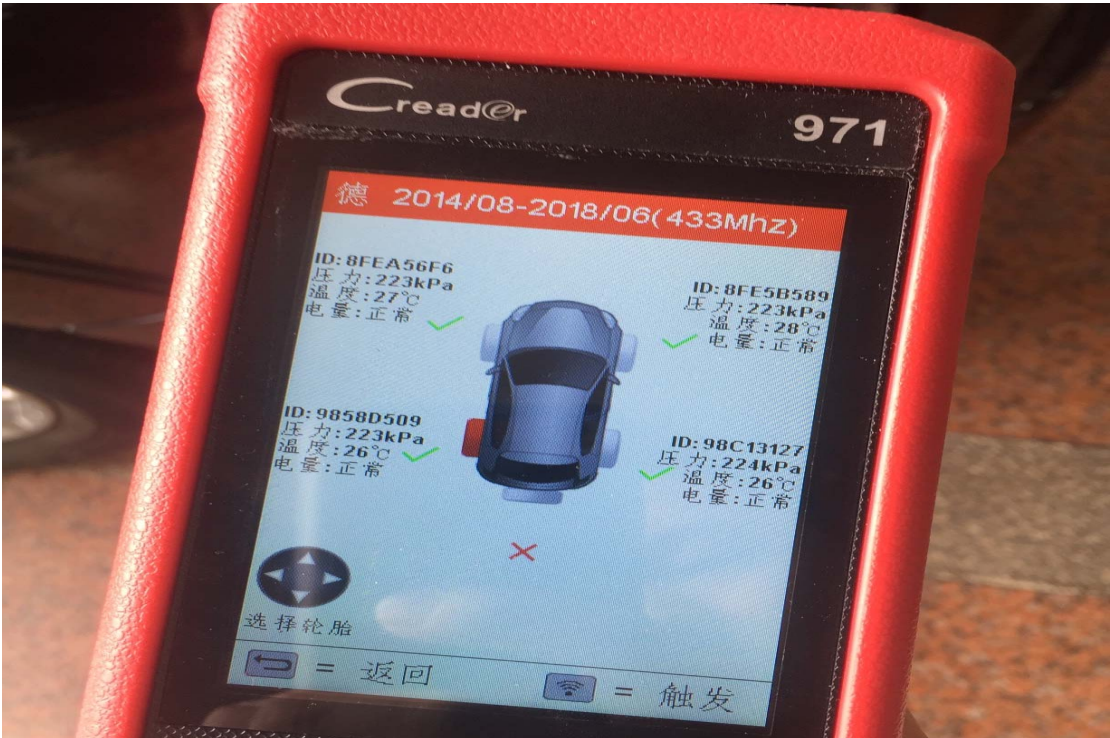 Creader
971
德 2014/08-2018/06(433Mhz)
ID:8FEA56F6
压力:223kPa
温度:27℃
电量:正常
ID:8FE5B589
压力:223kPa
温度:28℃
电量:正常
ID:9858D509
压力:223kPa
温度:26℃
电量:正常
ID:98C13127
压力:224kPa
温度:26℃
电量:正常
选择轮胎
= 返回
= 触发